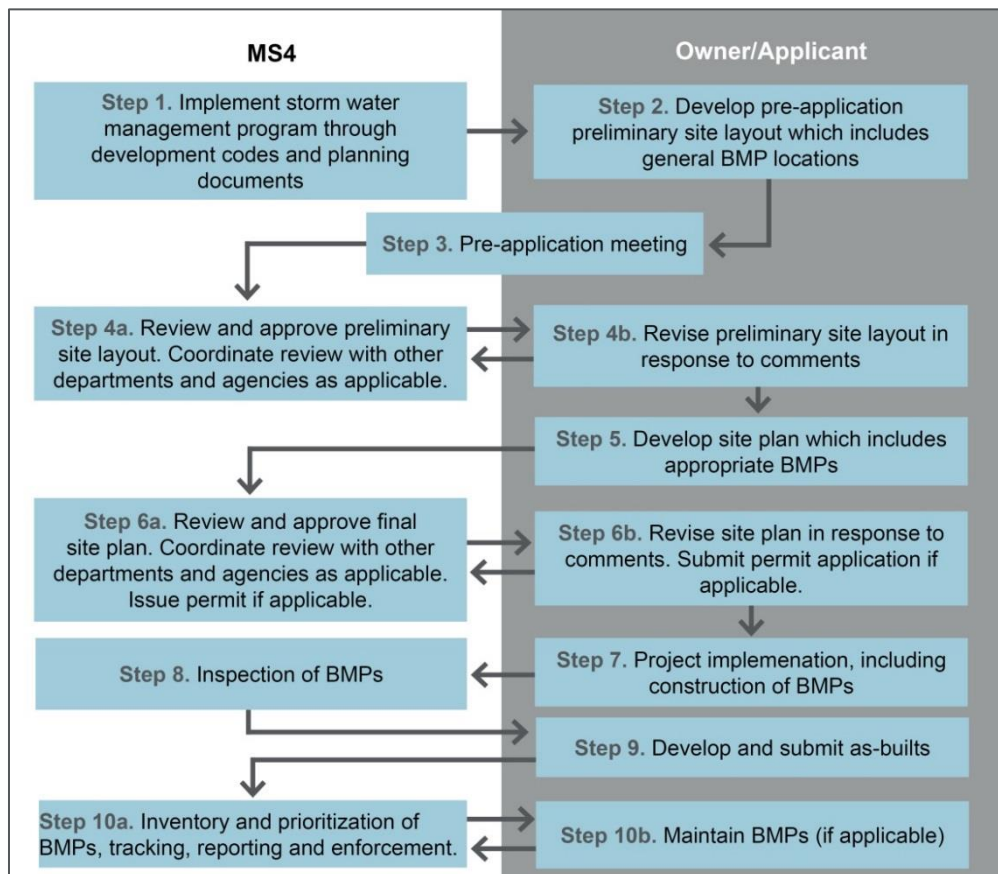 MS4
Owner/Applicant
Step 1. Implement storm water
management program through
development codes and planning
documents
Step 2. Develop pre-application
preliminary site layout which includes
general BMP locations
Step 3. Pre-application meeting
Step 4a. Review and approve preliminary
site layout. Coordinate review with other
departments and agencies as applicable.
Step 4b. Revise preliminary site layout in
response to comments
Step 5. Develop site plan which includes
appropriate BMPs
Step 6a. Review and approve final
site plan. Coordinate review with other
departments and agencies as applicable.
Issue permit if applicable.
Step 6b. Revise site plan in response to
comments. Submit permit application if
applicable.
Step 7. Project implemenation, including
construction of BMPs
Step 8. Inspection of BMPs
Step 9. Develop and submit as-builts
Step 10a. Inventory and prioritization of
BMPs, tracking, reporting and enforcement.
Step 10b. Maintain BMPs (if applicable)